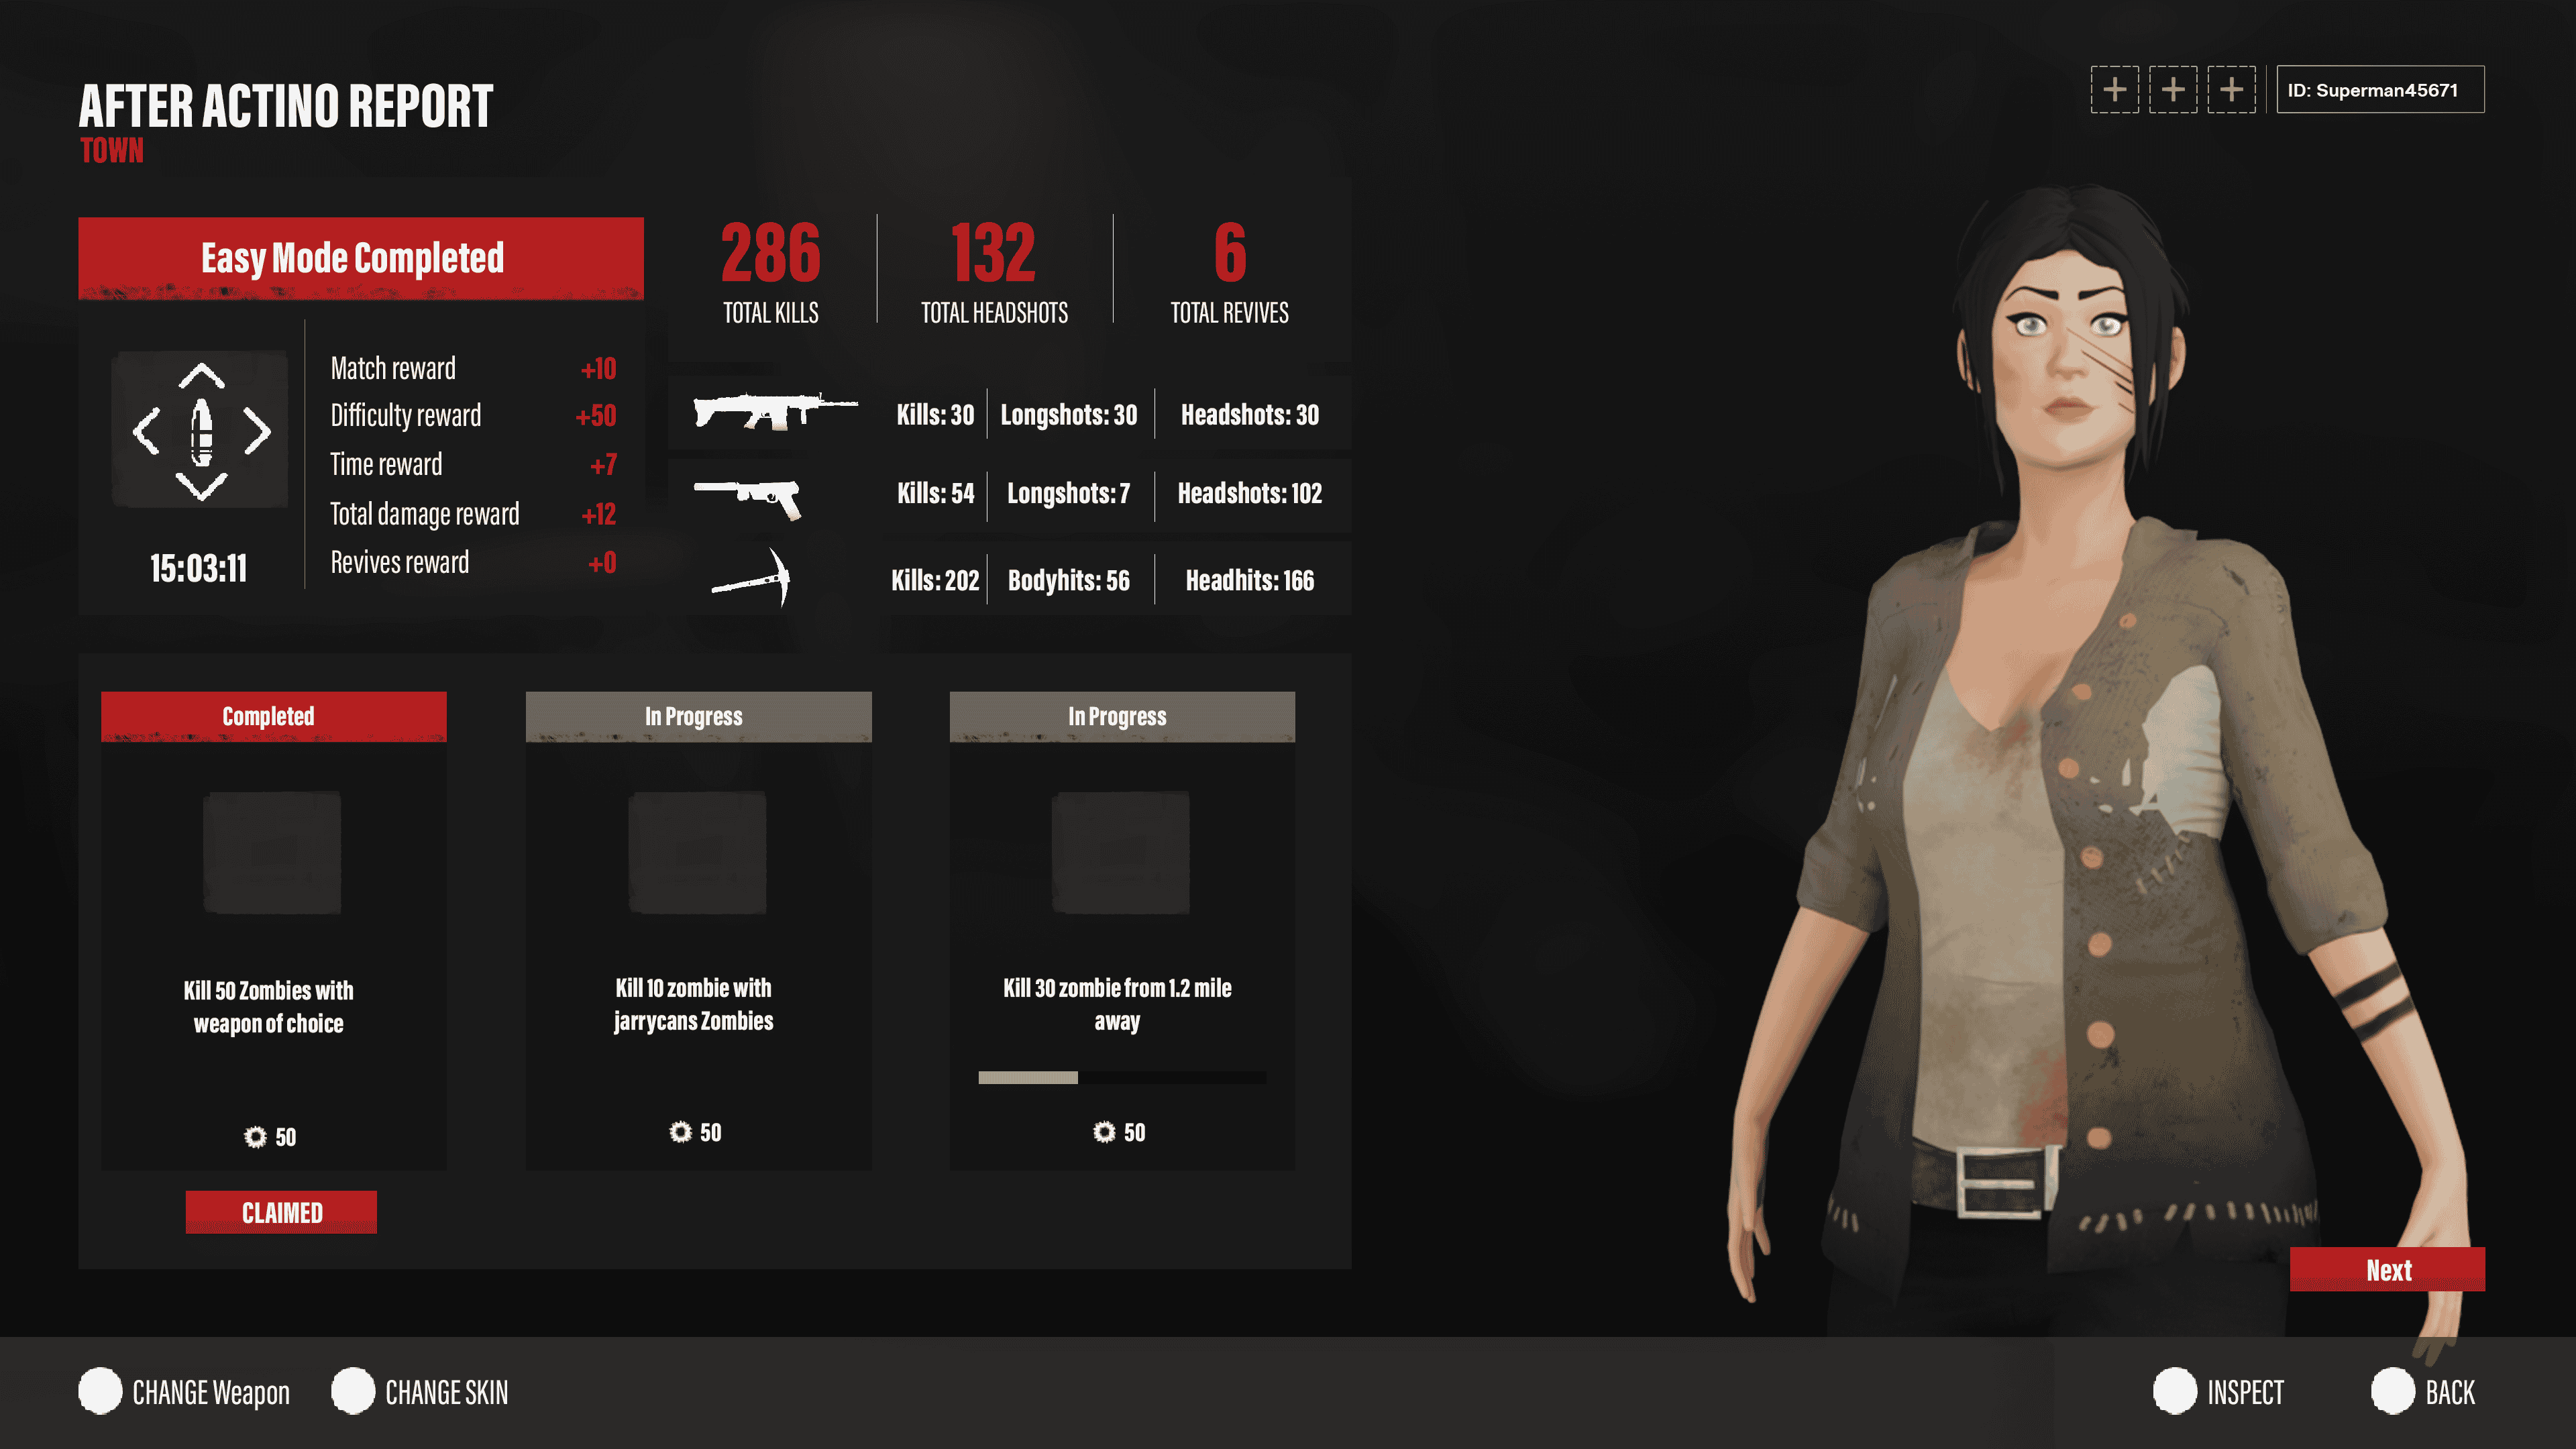 AFTER ACTINO REPORT
TOWN
ID: Superman45671
Easy Mode Completed
15:03:11
Match reward +10
Difficulty reward +50
Time reward +7
Total damage reward +12
Revives reward +0
286 132 6
TOTAL KILLS TOTAL HEADSHOTS TOTAL REVIVES
Kills: 30 Longshots: 30 Headshots: 30
Kills: 54 Longshots: 7 Headshots: 102
Kills: 202 Bodyhits: 56 Headhits: 166
Completed
Kill 50 Zombies with
weapon of choice
50
CLAIMED
In Progress
Kill 10 zombie with
jarrycans Zombies
50
In Progress
Kill 30 zombie from 1.2 mile
away
50
Next
CHANGE Weapon
CHANGE SKIN
INSPECT
BACK